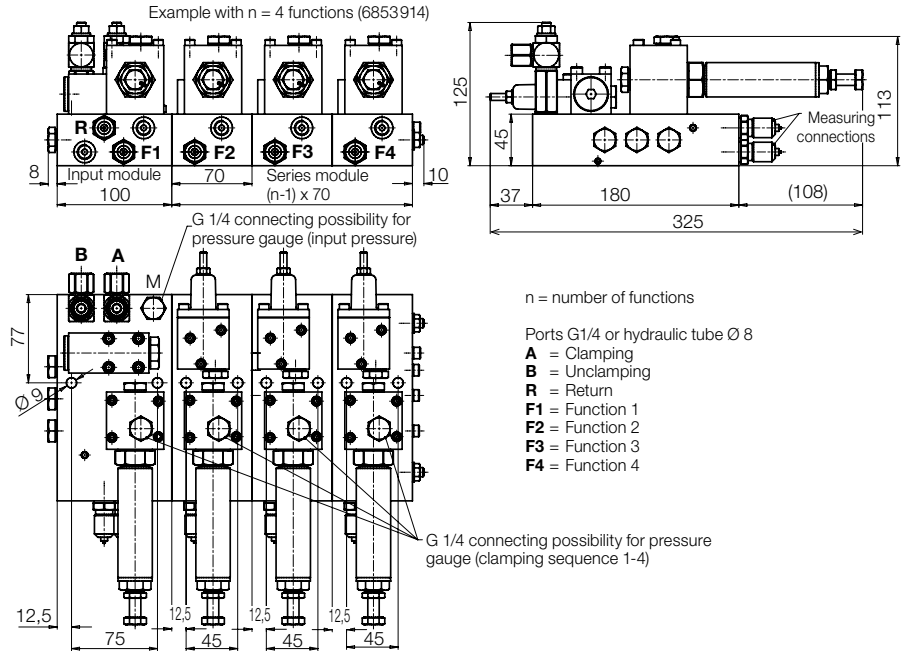 Example with n = 4 functions (6853914)
R
F1
F2
F3
F4
8
Input module
70
Series module
10
100
(n-1) x 70
125
45
113
Measuring
connections
37
180
(108)
325
G 1/4 connecting possibility for
pressure gauge (input pressure)
B
A
M
77
Ø 9
n = number of functions
Ports G1/4 or hydraulic tube Ø 8
A = Clamping
B = Unclamping
R = Return
F1 = Function 1
F2 = Function 2
F3 = Function 3
F4 = Function 4
G 1/4 connecting possibility for pressure
gauge (clamping sequence 1-4)
12,5
12,5
12,5
12,5
75
45
45
45